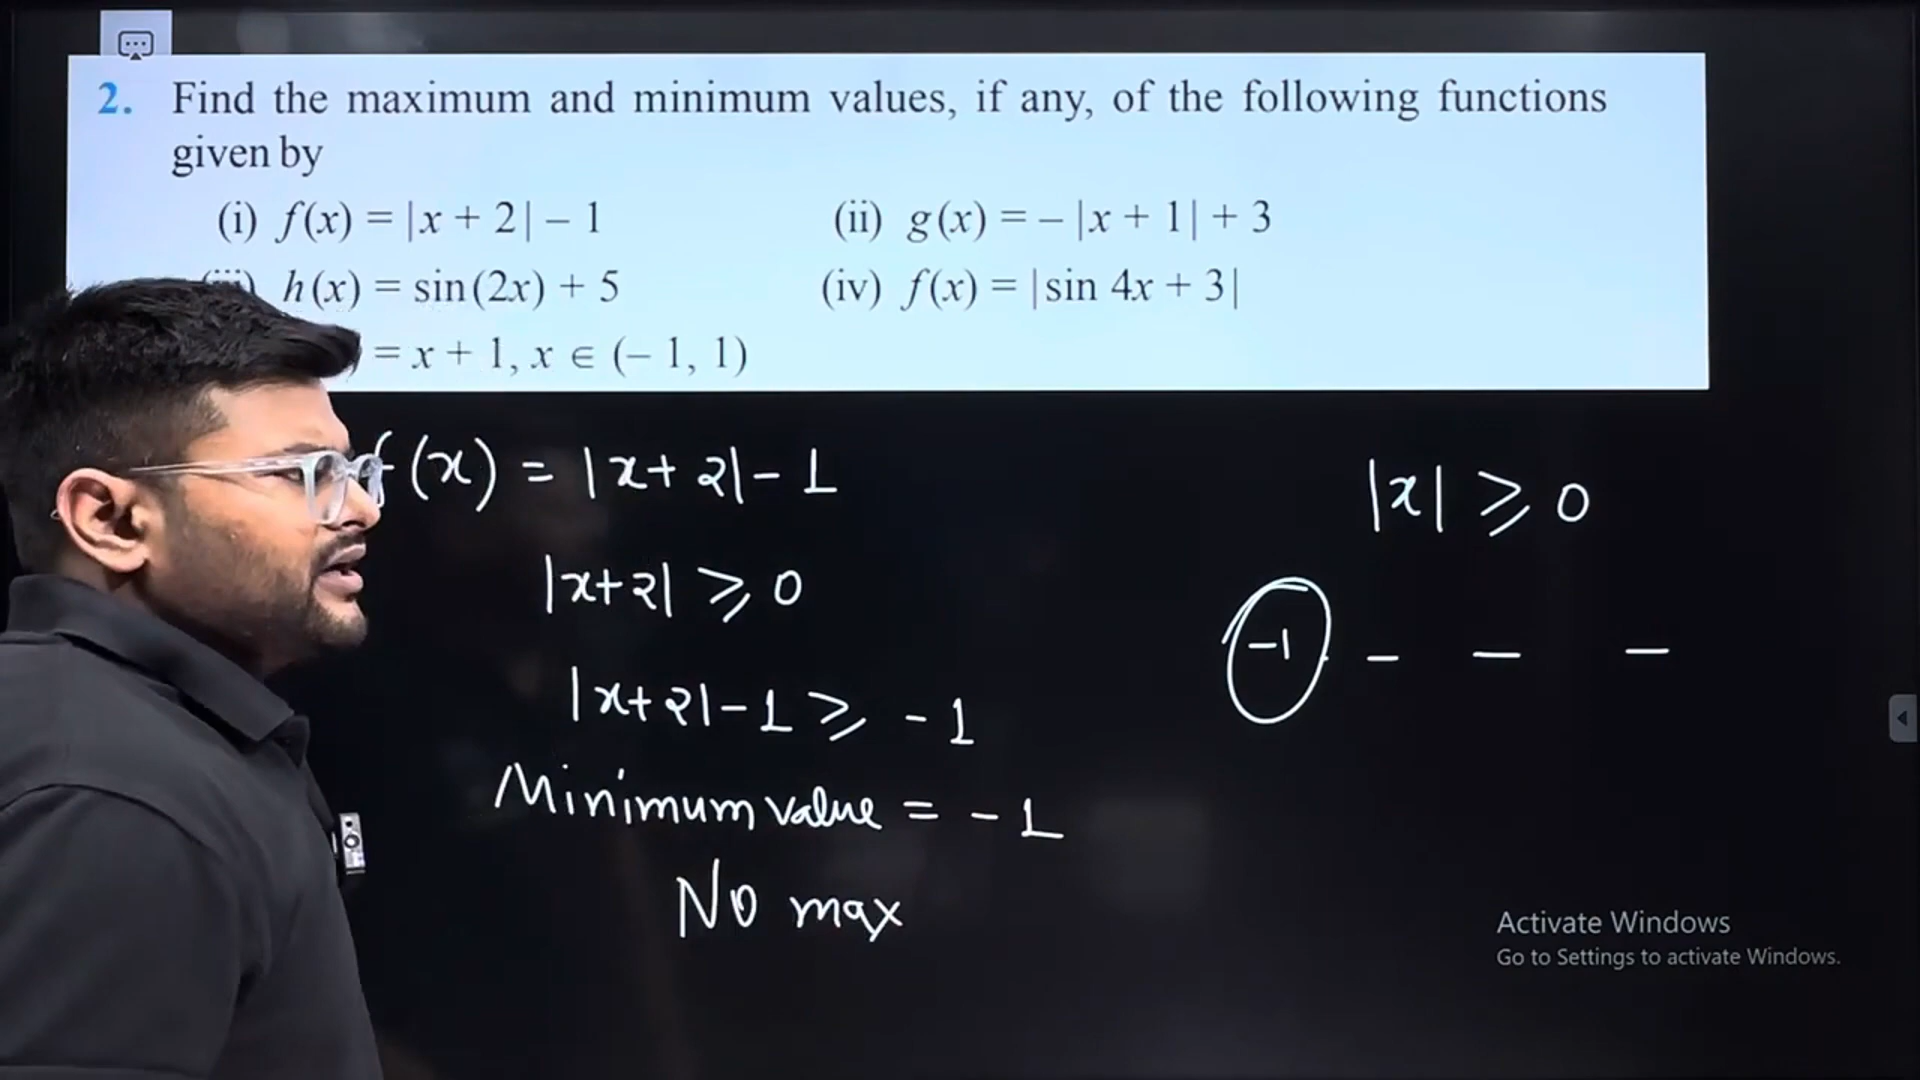 2. Find the maximum and minimum values, if any, of the following functions
given by
(i) f(x) = |x + 2| – 1
(ii) g(x) = – |x + 1| + 3
h(x) = sin(2x) + 5
(iv) f(x) = |sin 4x + 3|
= x + 1, x ∈ (– 1, 1)
f(x) = |x+2|-1
|x+2| ⩾ 0
|x+2|-1 ⩾ -1
Minimum value = -1
No max
|x| ⩾ 0
-1 - - -
Activate Windows
Go to Settings to activate Windows.